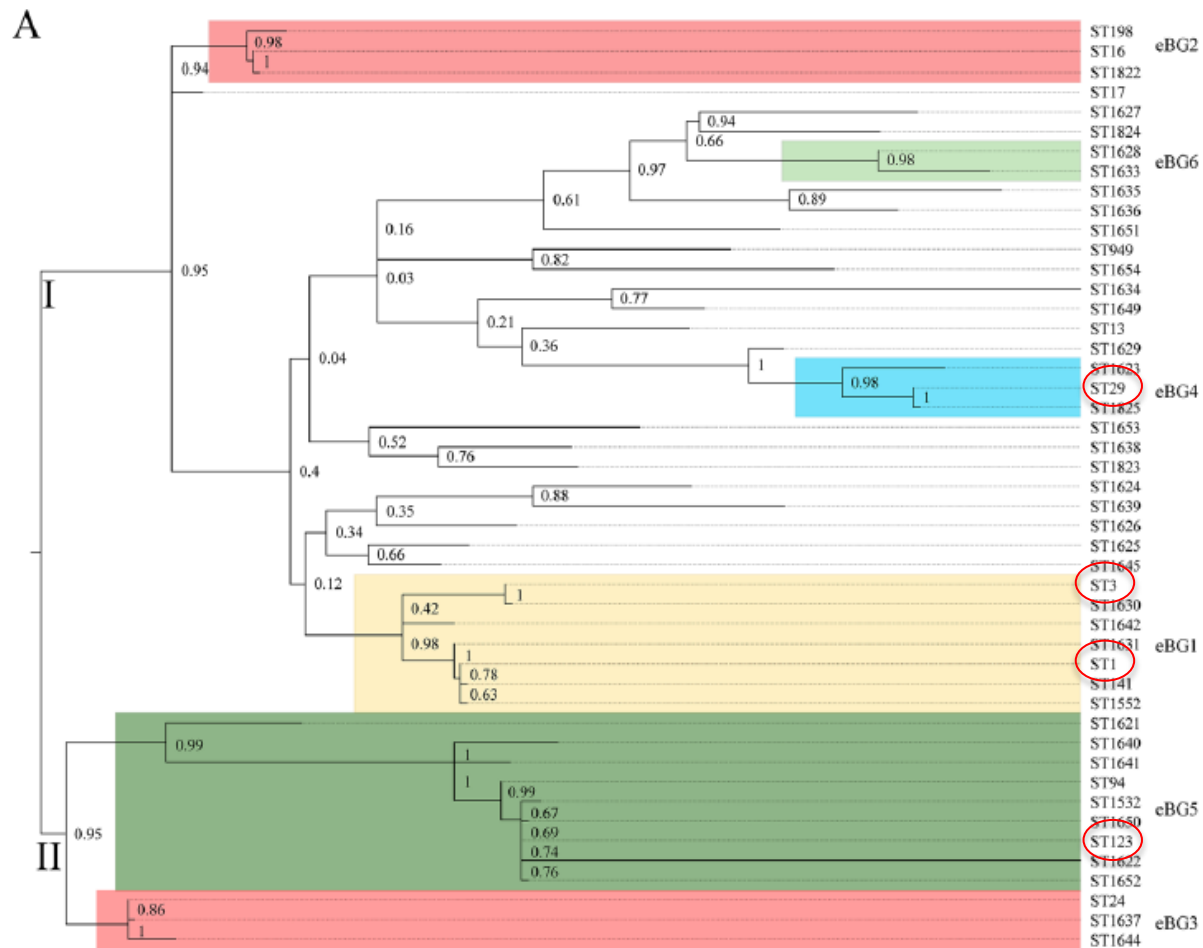 A
0.98
ST198
ST16
eBG2
0.94
1
ST1822
ST17
ST1627
0.94
ST1824
0.66
ST1628
0.98
eBG6
0.97
ST1633
ST1635
0.61
0.89
ST1636
0.16
ST1651
ST949
0.95
0.03
0.82
ST1654
I
0.77
ST1634
0.21
ST1649
ST13
0.36
ST1629
0.04
1
ST1623
0.98
ST29
eBG4
1
ST1825
ST1653
0.52
ST1638
0.76
0.4
ST1823
ST1624
0.88
0.35
ST1639
0.34
ST1626
ST1625
0.66
ST1645
0.12
ST3
1
0.42
ST1630
ST1642
0.98
ST1631
eBG1
1
ST1
0.78
ST141
0.63
ST1552
ST1621
0.99
ST1640
1
ST1641
1
ST94
0.99
ST1532
eBG5
0.67
ST1650
0.95
0.69
ST123
II
0.74
ST1622
0.76
ST1652
ST24
0.86
ST1637
eBG3
1
ST1644